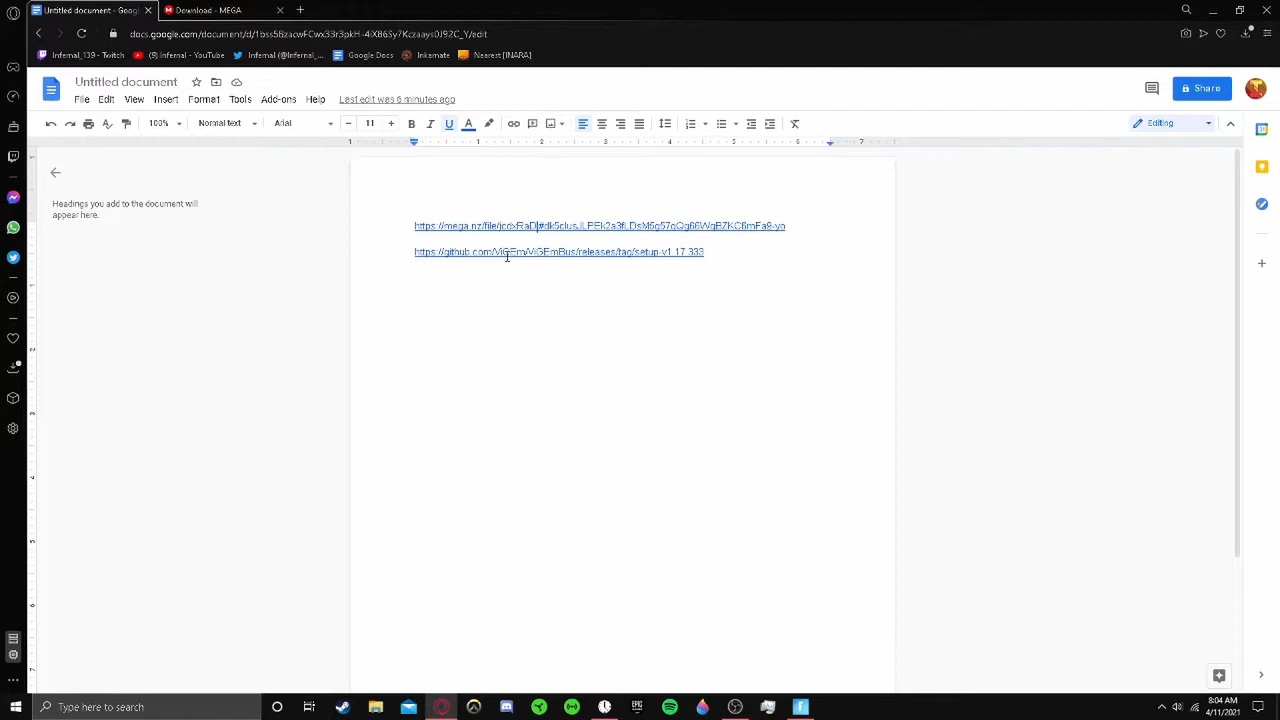 Untitled document - Goog
Download - MEGA
Infernal_139 - Twitch
(9) Infernal - YouTube
Infernal (@Infernal_...
Google Docs
Inkarnate
Nearest [INARA]
Untitled document
File Edit View Insert Format Tools Add-ons Help
Last edit was 6 minutes ago
Share
100%
Normal text
Arial
11
Editing
Headings you add to the document will
appear here.
https://github.com/ViGEm/ViGEmBus/releases/tag/setup-v1.17.333
Type here to search
EPIC
8:04 AM
4/11/2021